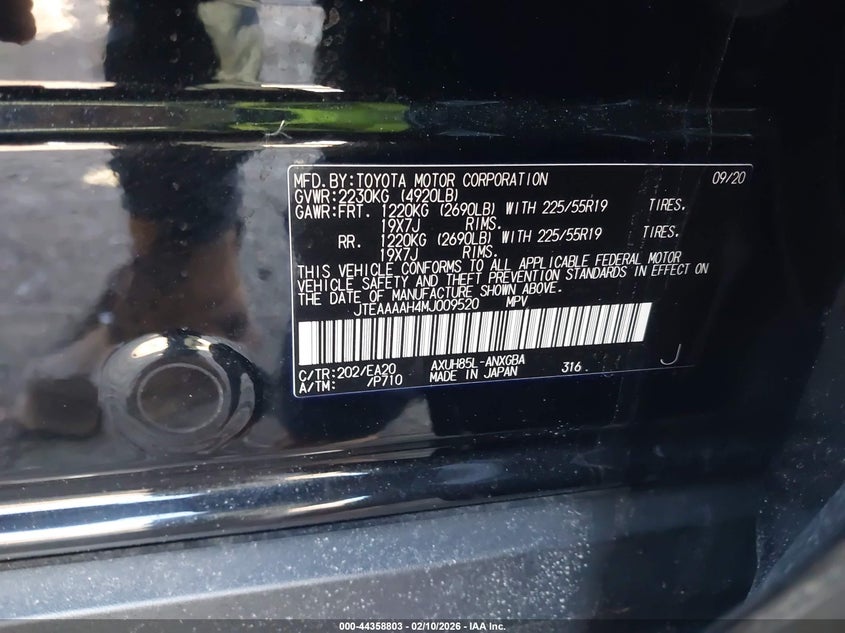 MFD.BY:TOYOTA MOTOR CORPORATION 09/20
GVWR:2230KG (4920LB)
GAWR:FRT. 1220KG (2690LB) WITH 225/55R19 TIRES.
19X7J RIMS.
RR. 1220KG (2690LB) WITH 225/55R19 TIRES.
19X7J RIMS.
THIS VEHICLE CONFORMS TO ALL APPLICABLE FEDERAL MOTOR
VEHICLE SAFETY AND THEFT PREVENTION STANDARDS IN EFFECT ON
THE DATE OF MANUFACTURE SHOWN ABOVE.
JTEAAAAH4MJ009520 MPV
C/TR:202/EA20 AXUH85L-ANXGBA 316 J
A/TM: /P710 MADE IN JAPAN
000-44358803 — 02/10/2026 — IAA Inc.